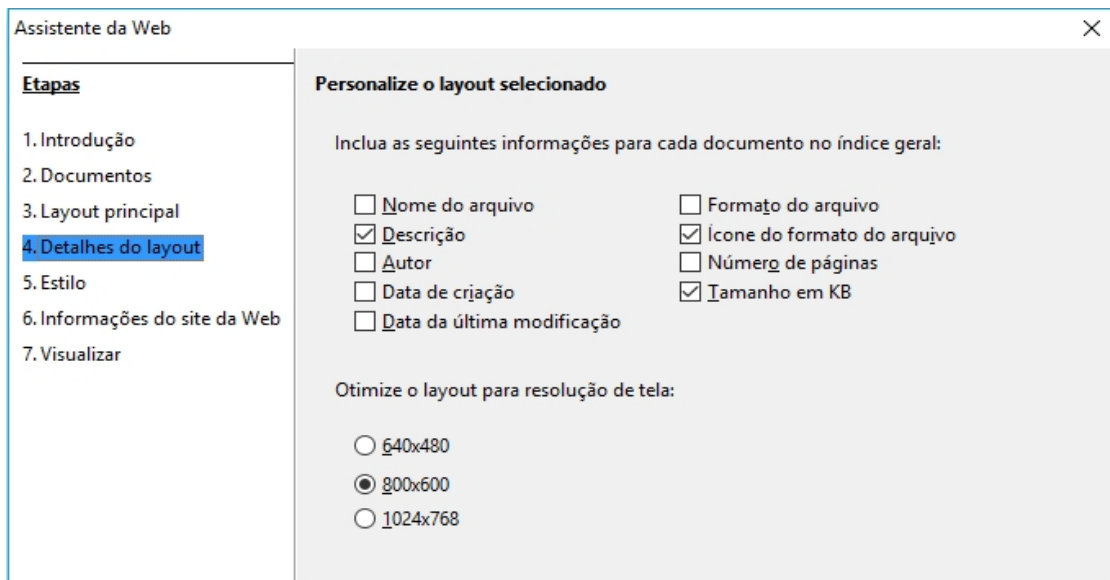 Assistente da Web
Etapas
1. Introdução
2. Documentos
3. Layout principal
4. Detalhes do layout
5. Estilo
6. Informações do site da Web
7. Visualizar
Personalize o layout selecionado
Inclua as seguintes informações para cada documento no índice geral:
Nome do arquivo
Descrição
Autor
Data de criação
Data da última modificação
Formato do arquivo
Ícone do formato do arquivo
Número de páginas
Tamanho em KB
Otimize o layout para resolução de tela:
640x480
800x600
1024x768